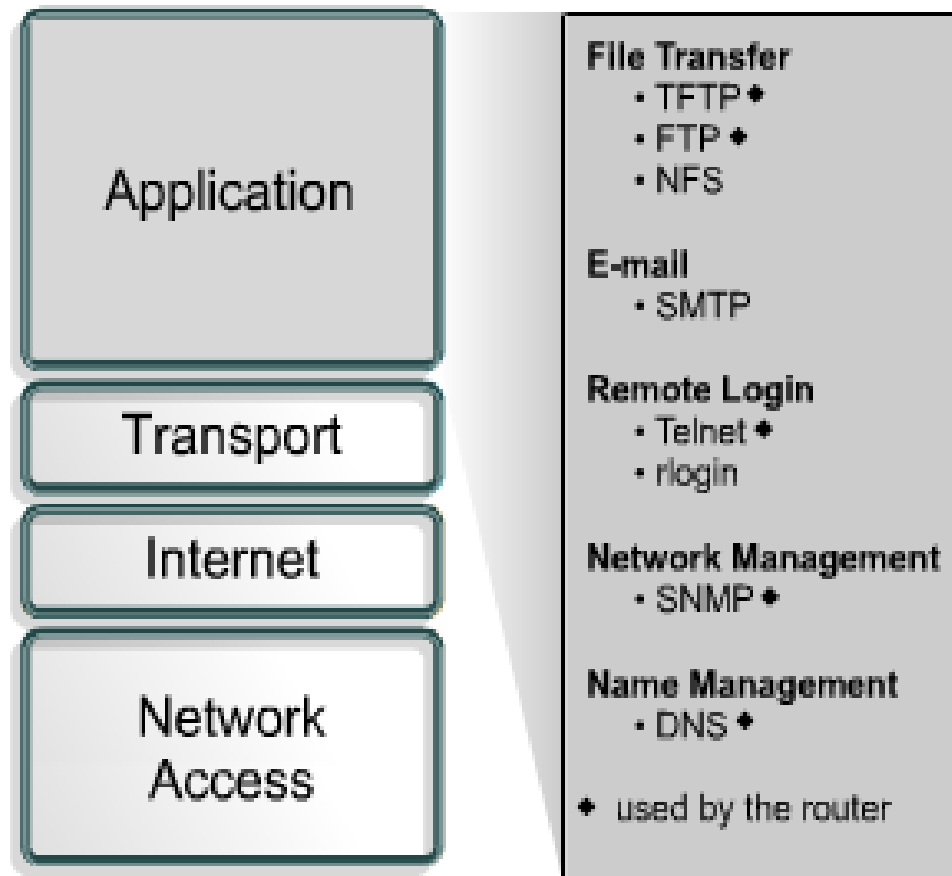 Application
Transport
Internet
Network
Access
File Transfer
• TFTP ◆
• FTP ◆
• NFS
E-mail
• SMTP
Remote Login
• Telnet ◆
• rlogin
Network Management
• SNMP ◆
Name Management
• DNS ◆
◆ used by the router